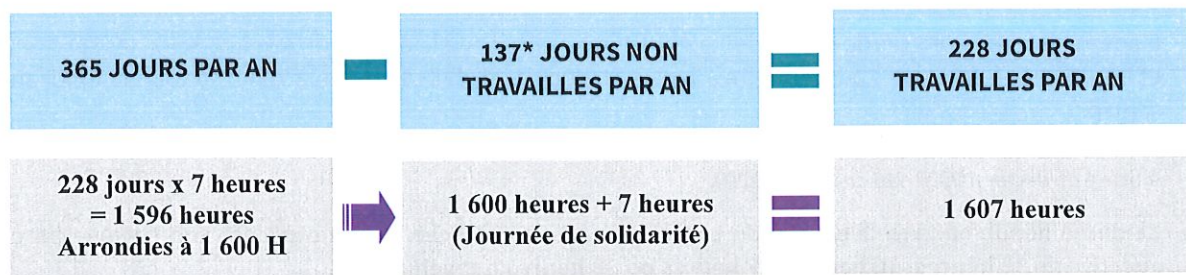 365 JOURS PAR AN
137* JOURS NON
TRAVAILLES PAR AN
228 JOURS
TRAVAILLES PAR AN
228 jours x 7 heures
= 1 596 heures
Arrondies à 1 600 H
1 600 heures + 7 heures
(Journée de solidarité)
1 607 heures